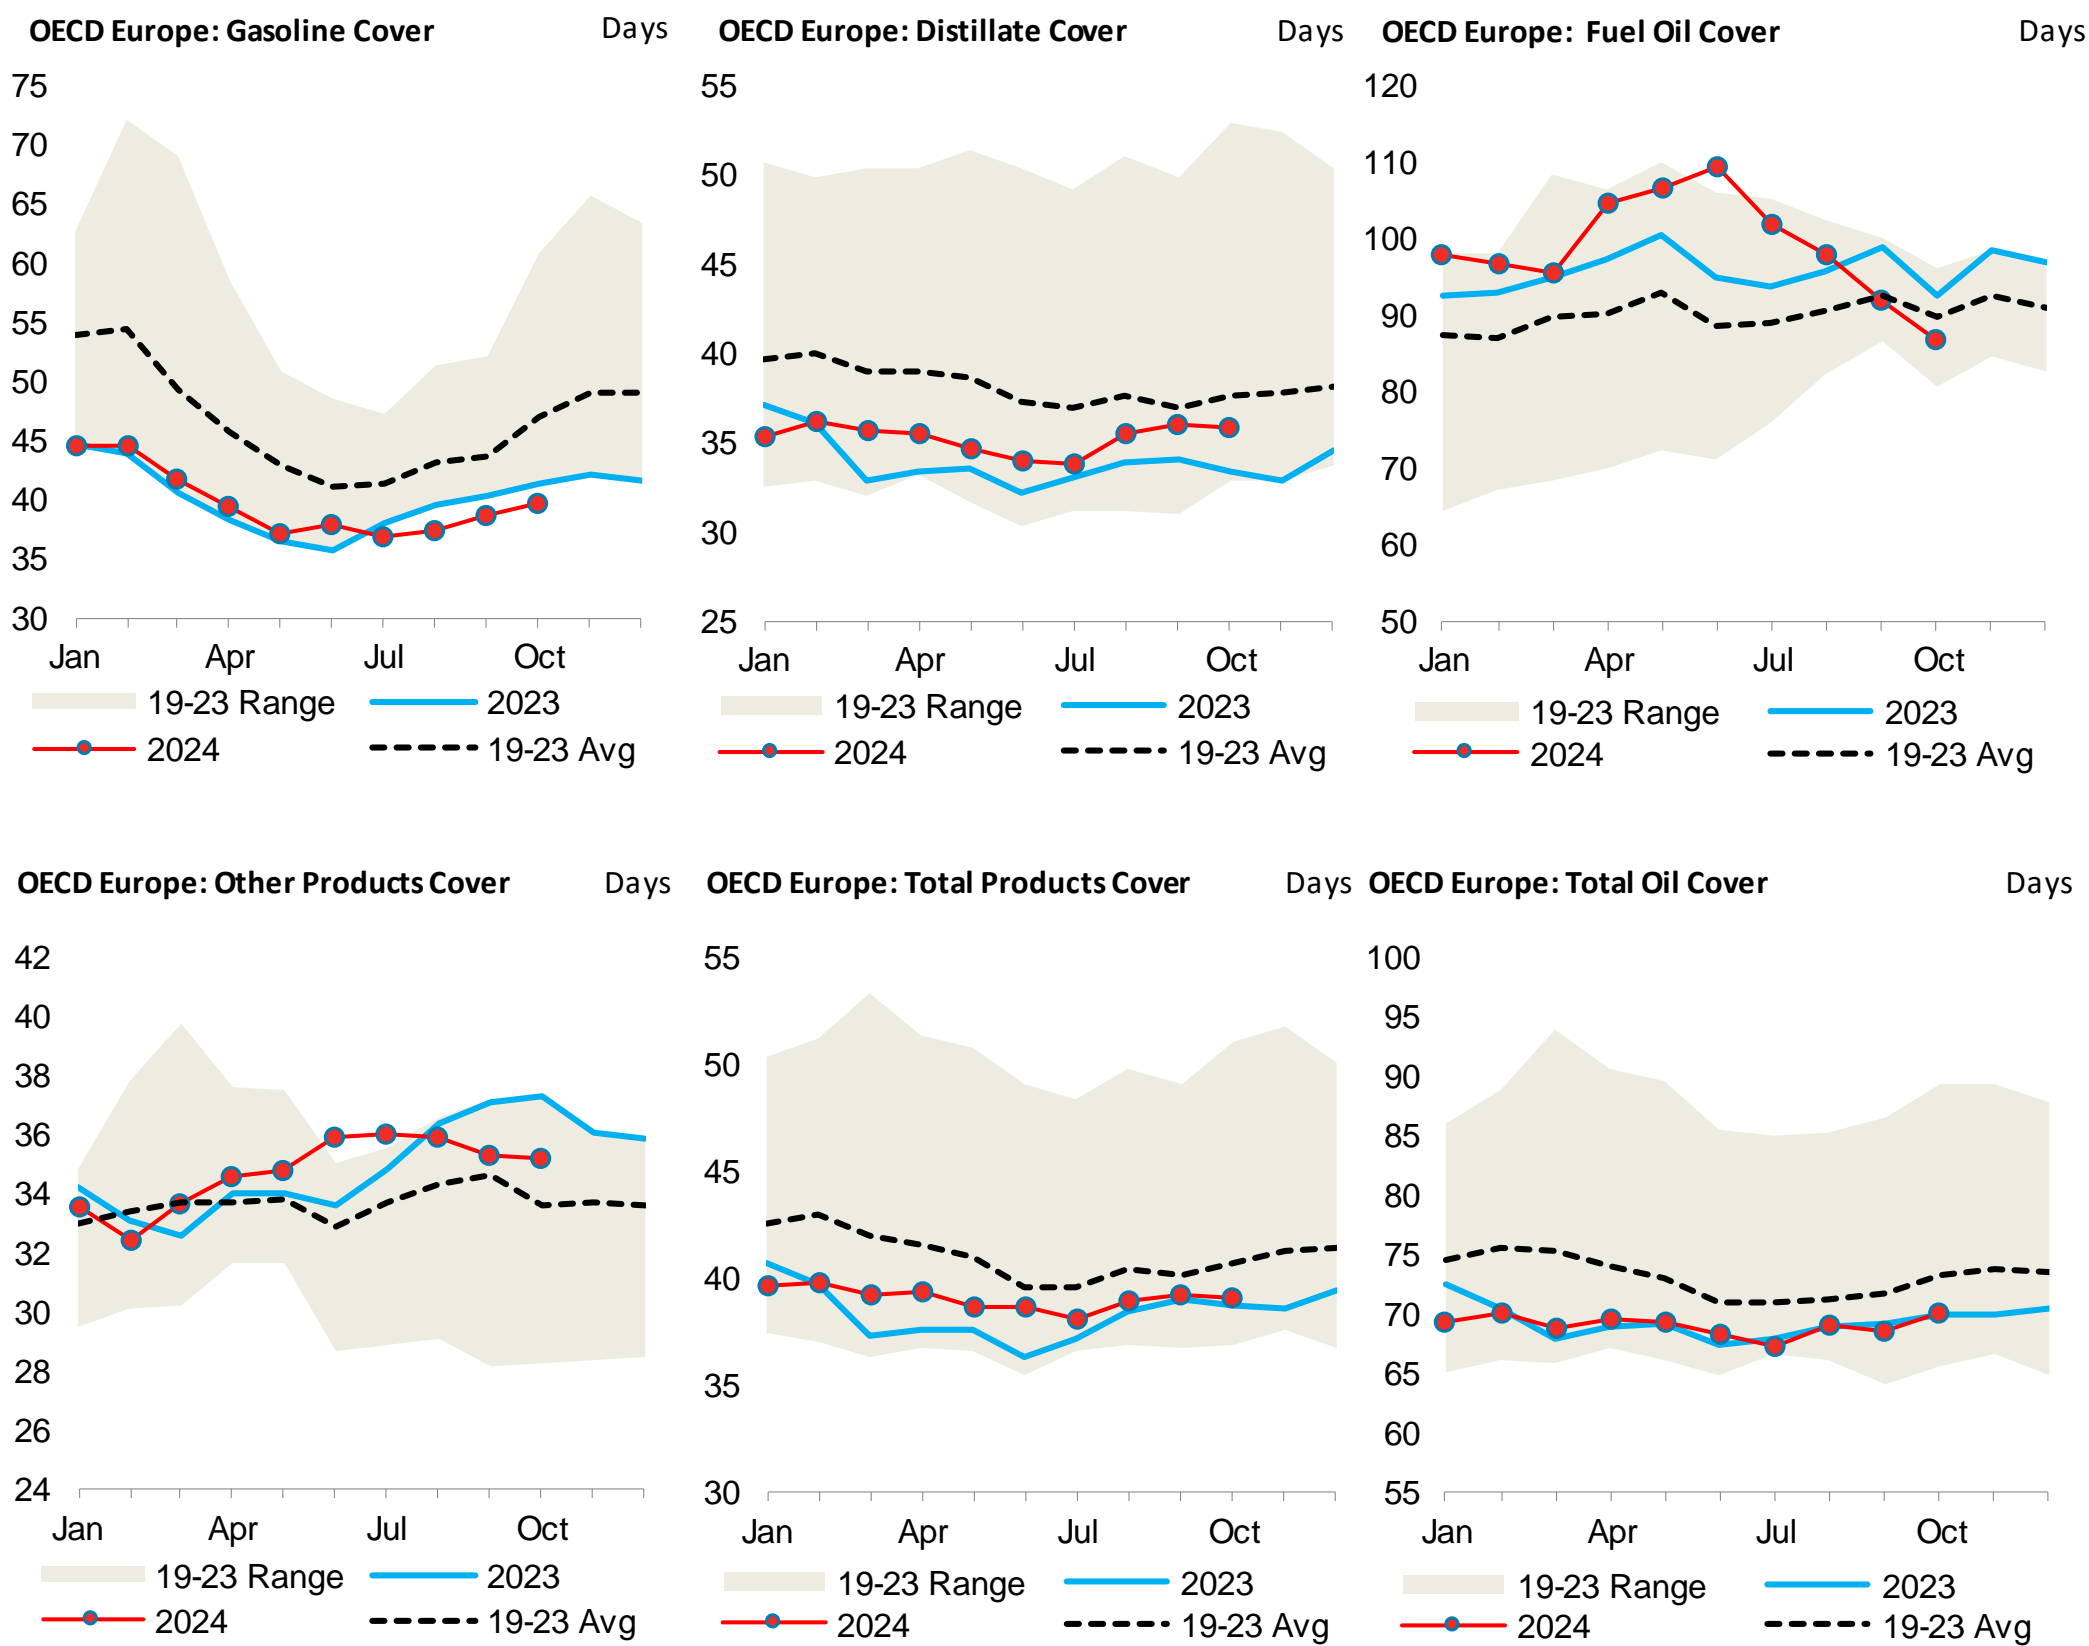 OECD Europe: Gasoline Cover Days
75
70
65
60
55
50
45
40
35
30
Jan Apr Jul Oct
19-23 Range 2023
2024 19-23 Avg
OECD Europe: Distillate Cover Days
55
50
45
40
35
30
25
Jan Apr Jul Oct
19-23 Range 2023
2024 19-23 Avg
OECD Europe: Fuel Oil Cover Days
120
110
100
90
80
70
60
50
Jan Apr Jul Oct
19-23 Range 2023
2024 19-23 Avg
OECD Europe: Other Products Cover Days
42
40
38
36
34
32
30
28
26
24
Jan Apr Jul Oct
19-23 Range 2023
2024 19-23 Avg
OECD Europe: Total Products Cover Days
55
50
45
40
35
30
Jan Apr Jul Oct
19-23 Range 2023
2024 19-23 Avg
OECD Europe: Total Oil Cover Days
100
95
90
85
80
75
70
65
60
55
Jan Apr Jul Oct
19-23 Range 2023
2024 19-23 Avg